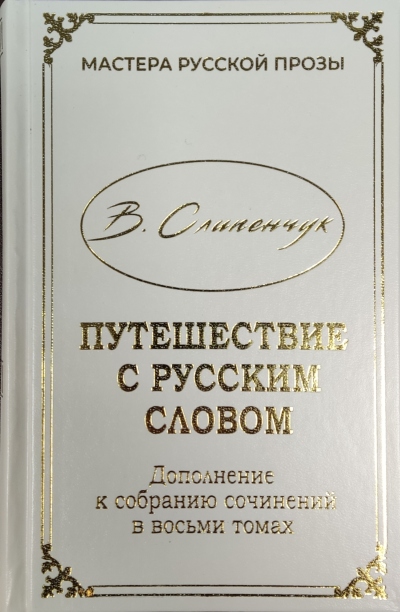 МАСТЕРА РУССКОЙ ПРОЗЫ
В. Слипенчук
ПУТЕШЕСТВИЕ
С РУССКИМ
СЛОВОМ
Дополнение
к собранию сочинений
в восьми томах